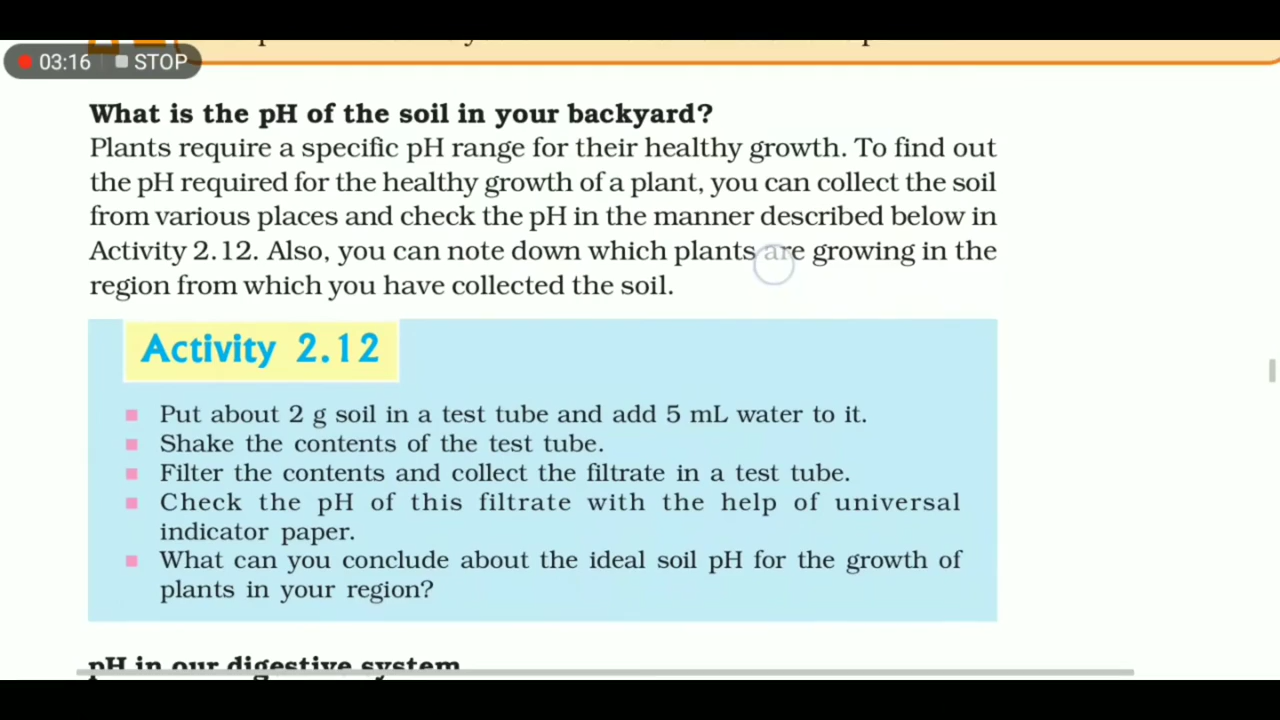 03:16 STOP
What is the pH of the soil in your backyard?
Plants require a specific pH range for their healthy growth. To find out
the pH required for the healthy growth of a plant, you can collect the soil
from various places and check the pH in the manner described below in
Activity 2.12. Also, you can note down which plants are growing in the
region from which you have collected the soil.
Activity 2.12
Put about 2 g soil in a test tube and add 5 mL water to it.
Shake the contents of the test tube.
Filter the contents and collect the filtrate in a test tube.
Check the pH of this filtrate with the help of universal
indicator paper.
What can you conclude about the ideal soil pH for the growth of
plants in your region?
pH in our digestive system